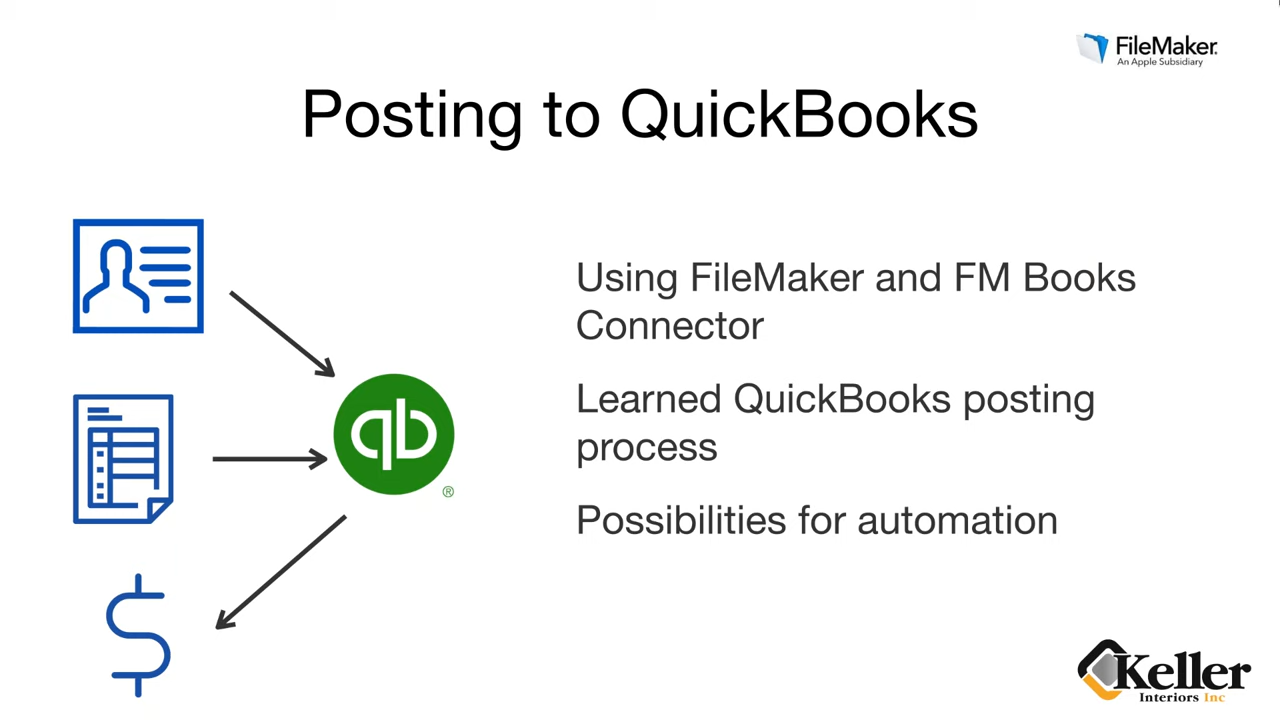 FileMaker.
An Apple Subsidiary
Posting to QuickBooks
Using FileMaker and FM Books
Connector
Learned QuickBooks posting
process
Possibilities for automation
qb
®
$
Keller
Interiors Inc